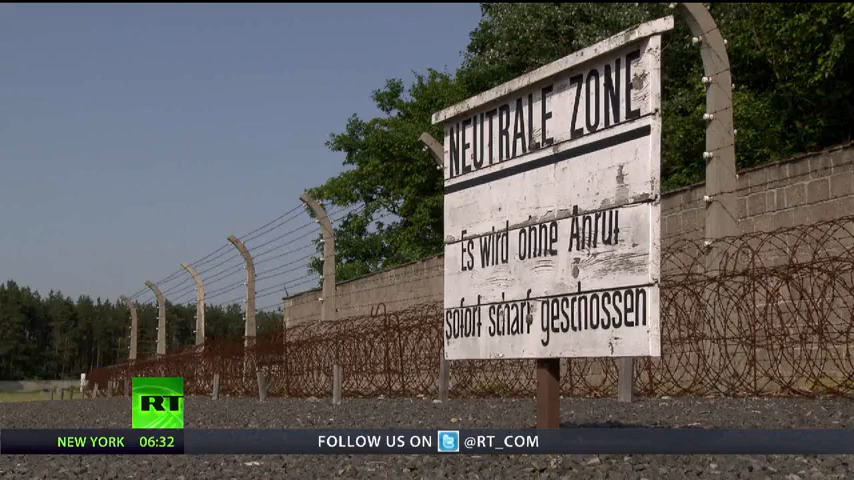 NEUTRALE ZONE
Es wird ohne Anruf
sofort scharf geschossen
RT
NEW YORK 06:32 FOLLOW US ON @RT_COM